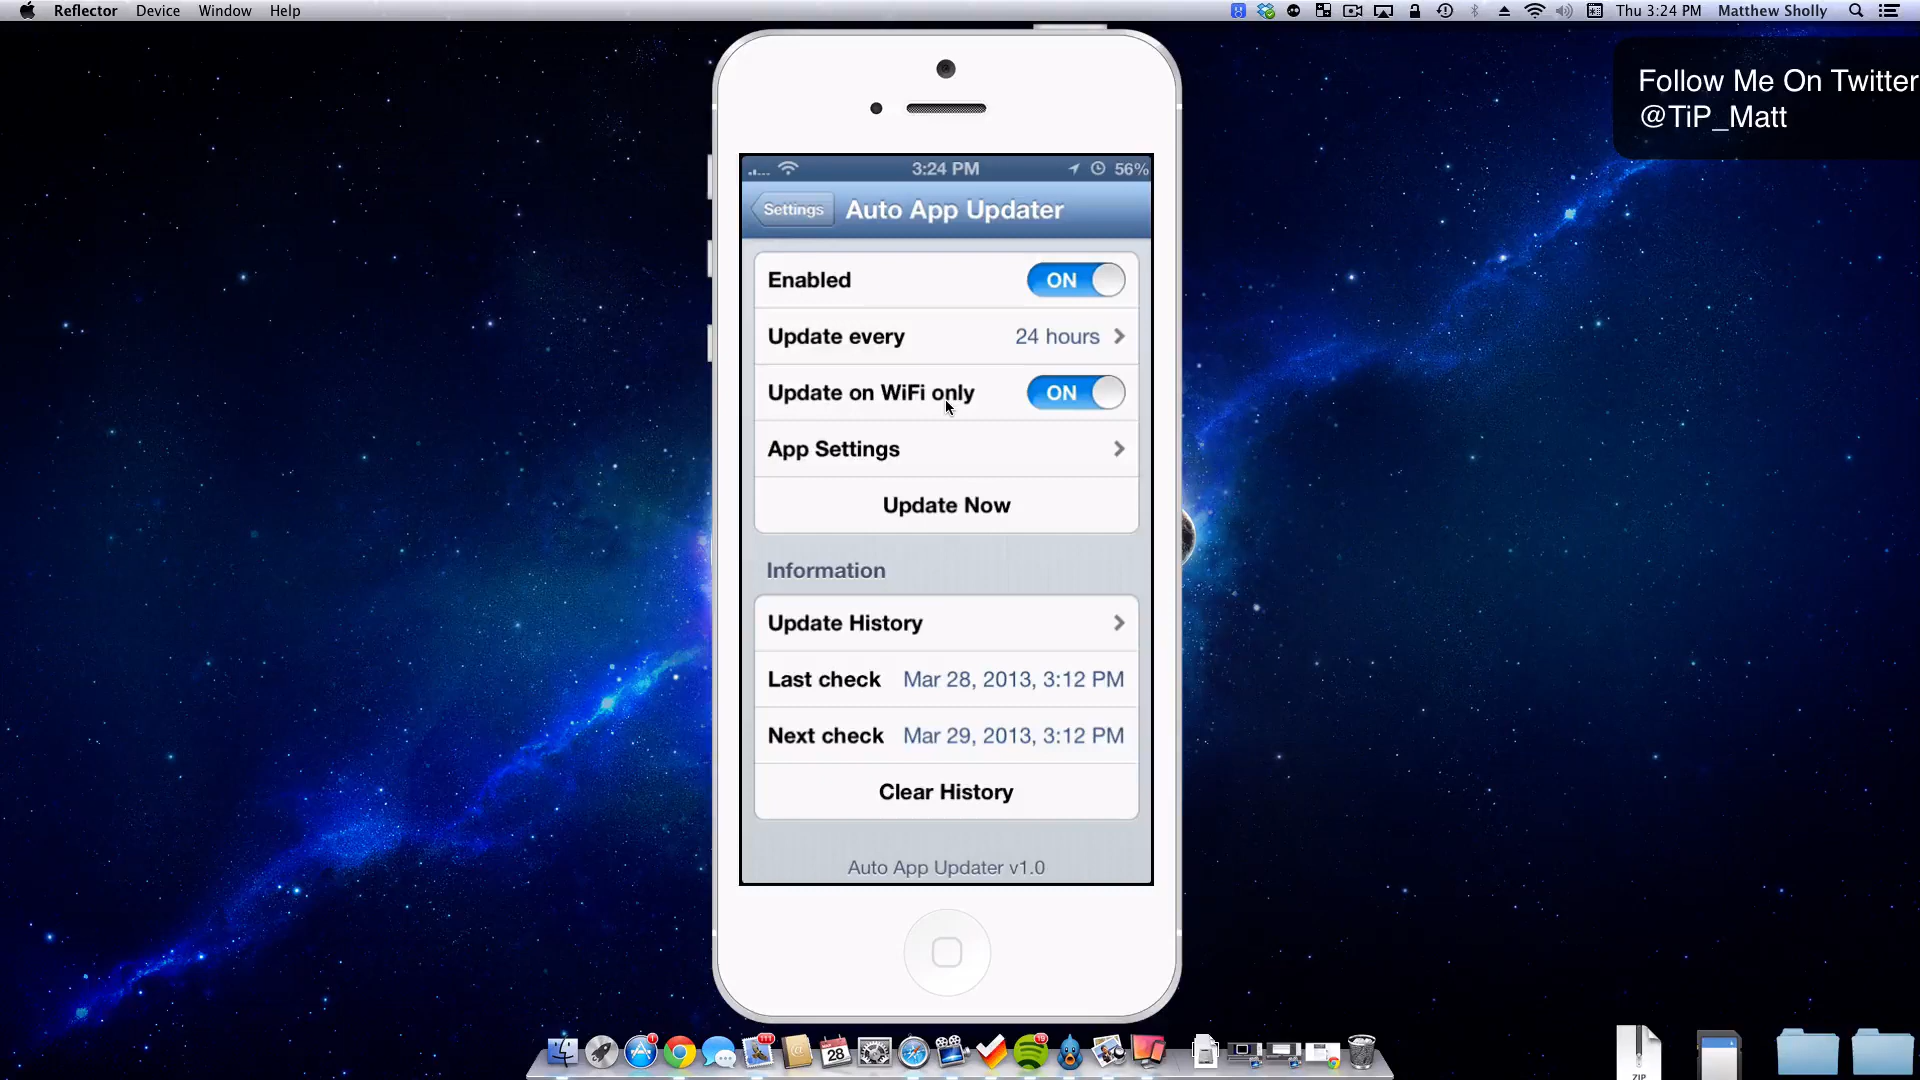 Reflector Device Window Help
Thu 3:24 PM Matthew Sholly
Follow Me On Twitter
@TiP_Matt
3:24 PM 56%
Settings Auto App Updater
Enabled ON
Update every 24 hours
Update on WiFi only ON
App Settings
Update Now
Information
Update History
Last check Mar 28, 2013, 3:12 PM
Next check Mar 29, 2013, 3:12 PM
Clear History
Auto App Updater v1.0
28
ZIP